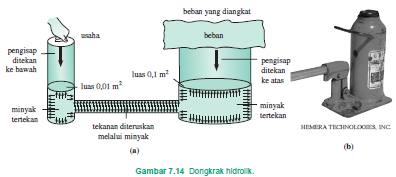 beban yang diangkat
usaha
beban
pengisap
ditekan
ke bawah
luas 0,01 m²
luas 0,1 m²
pengisap
ditekan
ke atas
minyak
tertekan
minyak
tertekan
tekanan diteruskan
melalui minyak
(a)
HEMERA TECHNOLOGIES, INC.
(b)
Gambar 7.14 Dongkrak hidrolik.